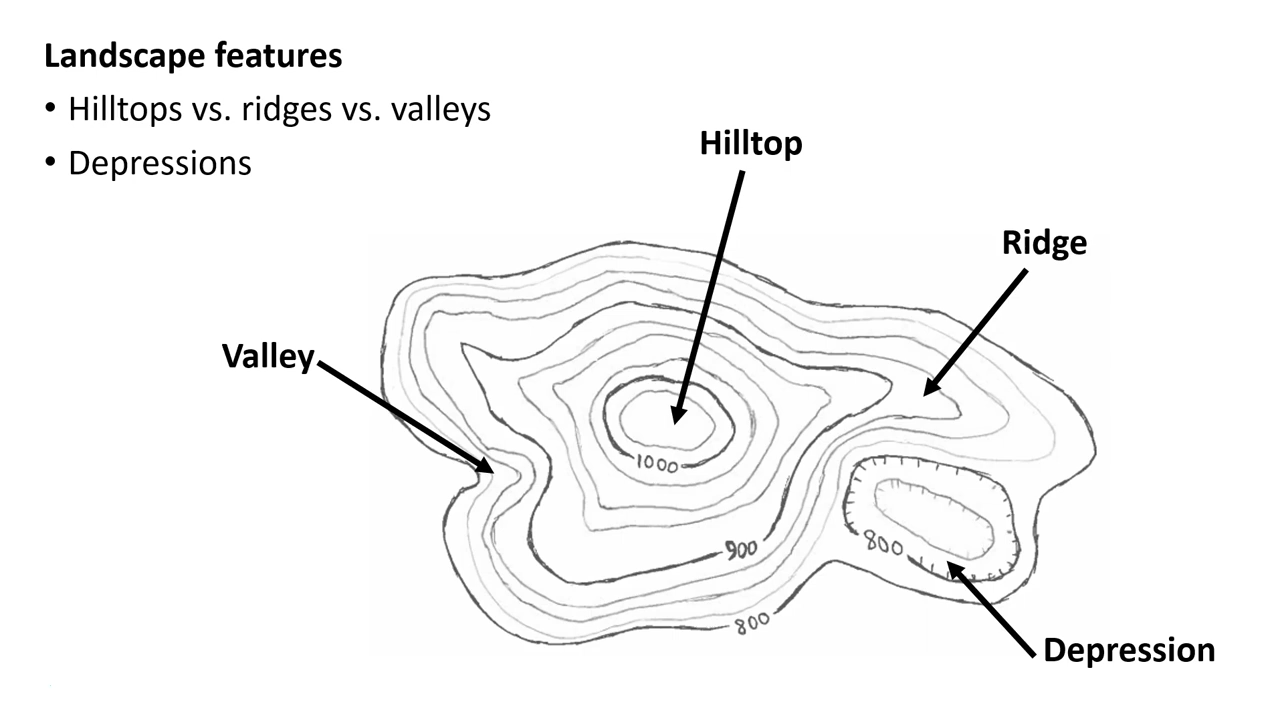 Landscape features
• Hilltops vs. ridges vs. valleys
• Depressions
Hilltop
Ridge
Valley
1000
900
800
800
Depression